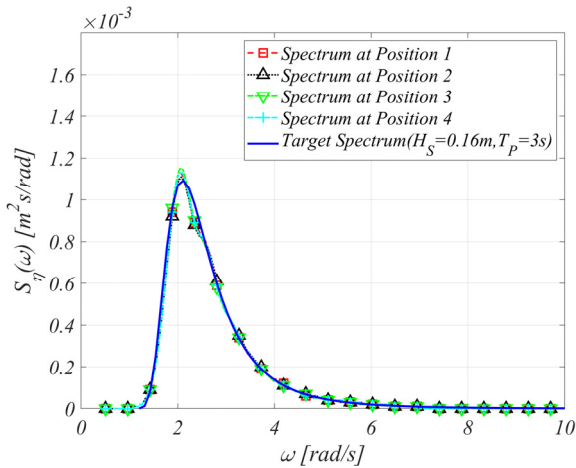 ×10⁻³
Spectrum at Position 1
Spectrum at Position 2
Spectrum at Position 3
Spectrum at Position 4
Target Spectrum(H_S=0.16m,T_P=3s)
1.6
1.4
1.2
1
0.8
0.6
0.4
0.2
0
S_η(ω) [m²s/rad]
0 2 4 6 8 10
ω [rad/s]